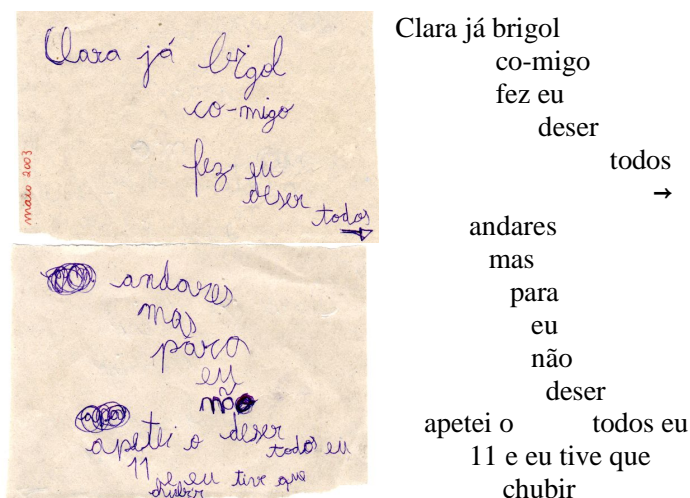 Clara já brigol
co-migo
fez eu
deser
todos
→
maio 2003
andares
mas
para
eu
não
deser
apetei o todos eu
11 e eu tive que
chubir
Clara já brigol
co-migo
fez eu
deser
todos
→
andares
mas
para
eu
não
deser
apetei o todos eu
11 e eu tive que
chubir